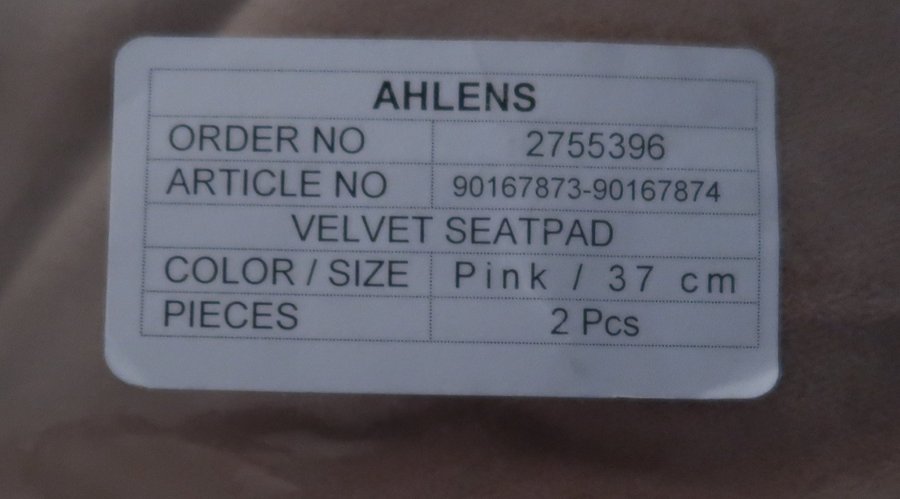 AHLENS
ORDER NO 2755396
ARTICLE NO 90167873-90167874
VELVET SEATPAD
COLOR / SIZE Pink / 37 cm
PIECES 2 Pcs